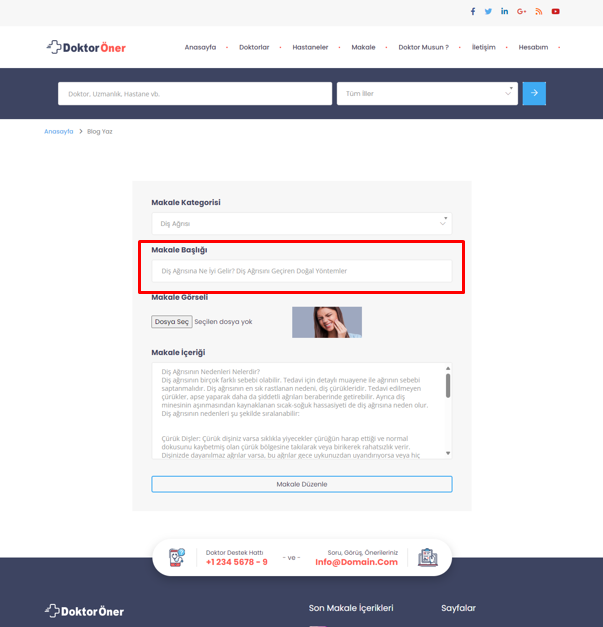 Doktor Öner
Anasayfa
Doktorlar
Hastaneler
Makale
Doktor Musun ?
İletişim
Hesabım
Doktor, Uzmanlık, Hastane vb.
Tüm İller
Anasayfa > Blog Yaz
Makale Kategorisi
Diş Ağrısı
Makale Başlığı
Diş Ağrısına Ne İyi Gelir? Diş Ağrısını Geçiren Doğal Yöntemler
Makale Görseli
Dosya Seç Seçilen dosya yok
Makale İçeriği
Diş Ağrısının Nedenleri Nelerdir?
Diş ağrısının birçok farklı sebebi olabilir. Tedavi için detaylı muayene ile ağrının sebebi
saptanmalıdır. Diş ağrısının en sık rastlanan nedeni, diş çürükleridir. Tedavi edilmeyen
çürükler, apse yaparak daha da şiddetli ağrıları beraberinde getirebilir. Ayrıca diş
minesinin aşınmasından kaynaklanan sıcak-soğuk hassasiyeti de diş ağrısına neden olur.
Diş ağrısının nedenleri şu şekilde sıralanabilir:
Çürük Dişler: Çürük dişiniz varsa sıklıkla yiyecekler çürüğün harap ettiği ve normal
dokusunu kaybetmiş olan çürük bölgesine takılarak veya birikerek rahatsızlık verir.
Dişinizde dayanılmaz ağrılar varsa, bu ağrılar gece uykunuzdan uyandırıyorsa veya hiç
Makale Düzenle
Doktor Destek Hattı
+1 234 5678 - 9
- ve -
Soru, Görüş, Önerileriniz
Info@Domain.Com
Doktor Öner
Son Makale İçerikleri
Sayfalar